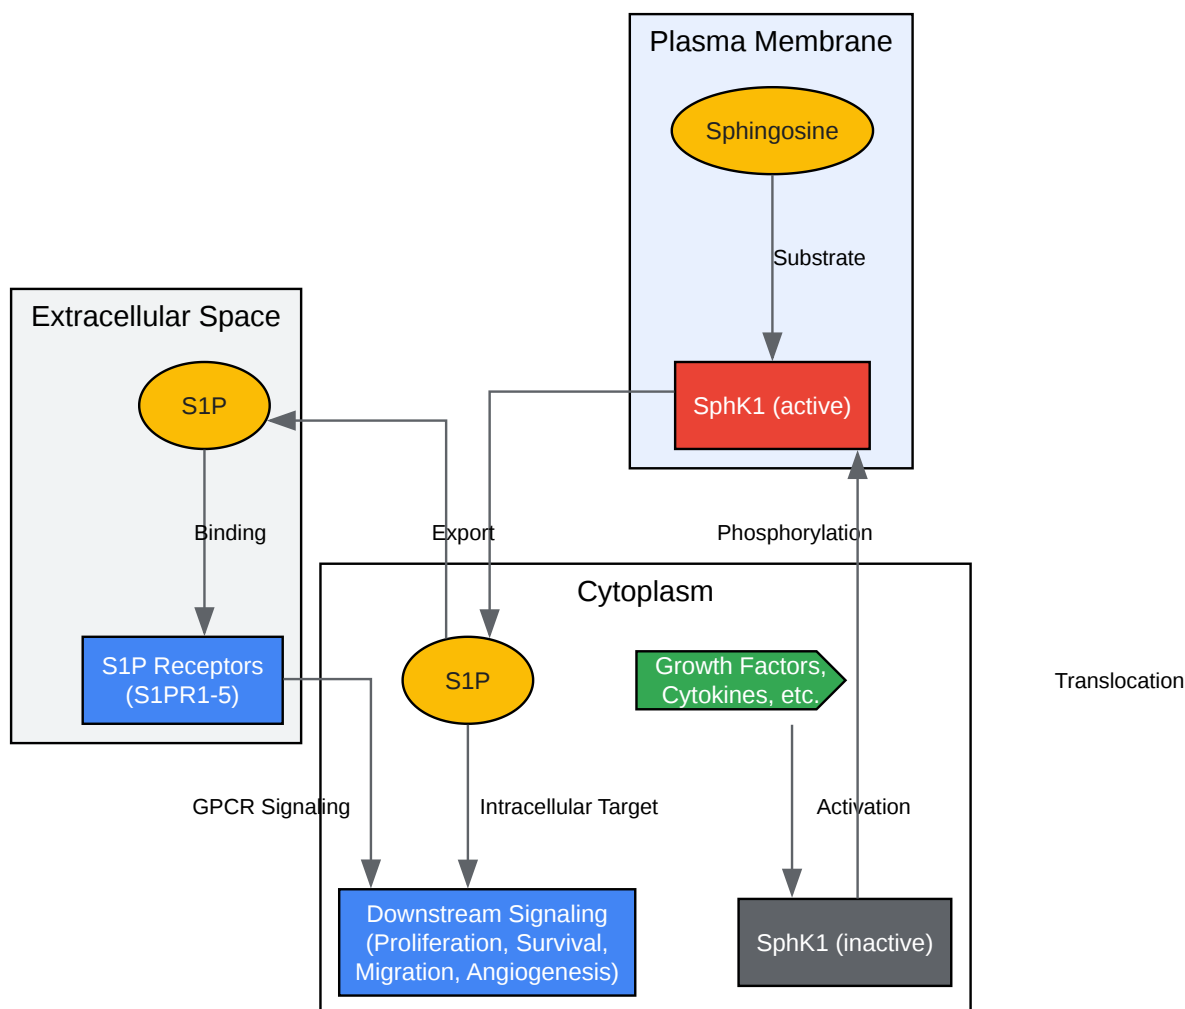 Plasma Membrane
Sphingosine
Substrate
Extracellular Space
S1P
SphK1 (active)
Binding
Export
Phosphorylation
Cytoplasm
S1P Receptors
(S1PR1-5)
S1P
Growth Factors,
Cytokines, etc.
Translocation
GPCR Signaling
Intracellular Target
Activation
Downstream Signaling
(Proliferation, Survival,
Migration, Angiogenesis)
SphK1 (inactive)